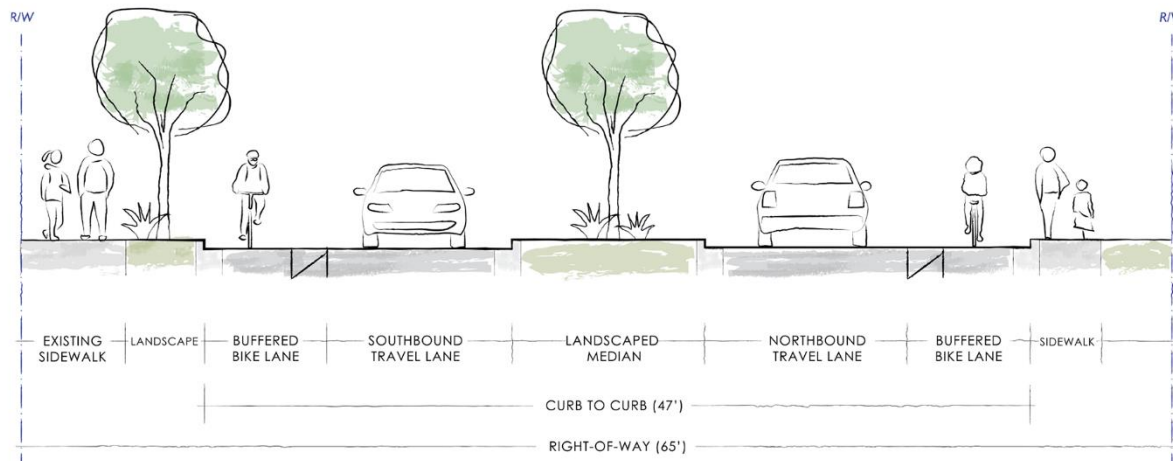 R/W
R/W
EXISTING
SIDEWALK
LANDSCAPE
BUFFERED
BIKE LANE
SOUTHBOUND
TRAVEL LANE
LANDSCAPED
MEDIAN
NORTHBOUND
TRAVEL LANE
BUFFERED
BIKE LANE
SIDEWALK
CURB TO CURB (47')
RIGHT-OF-WAY (65')